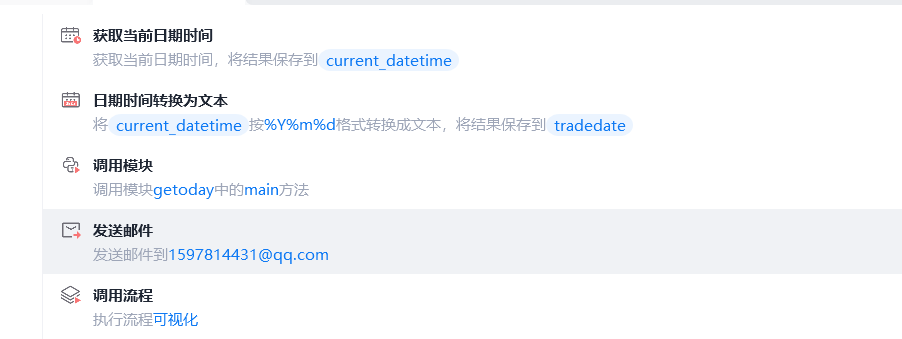 获取当前日期时间
获取当前日期时间，将结果保存到 current_datetime
日期时间转换为文本
将 current_datetime 按%Y%m%d格式转换成文本，将结果保存到 tradedate
调用模块
调用模块getoday中的main方法
发送邮件
发送邮件到1597814431@qq.com
调用流程
执行流程可视化